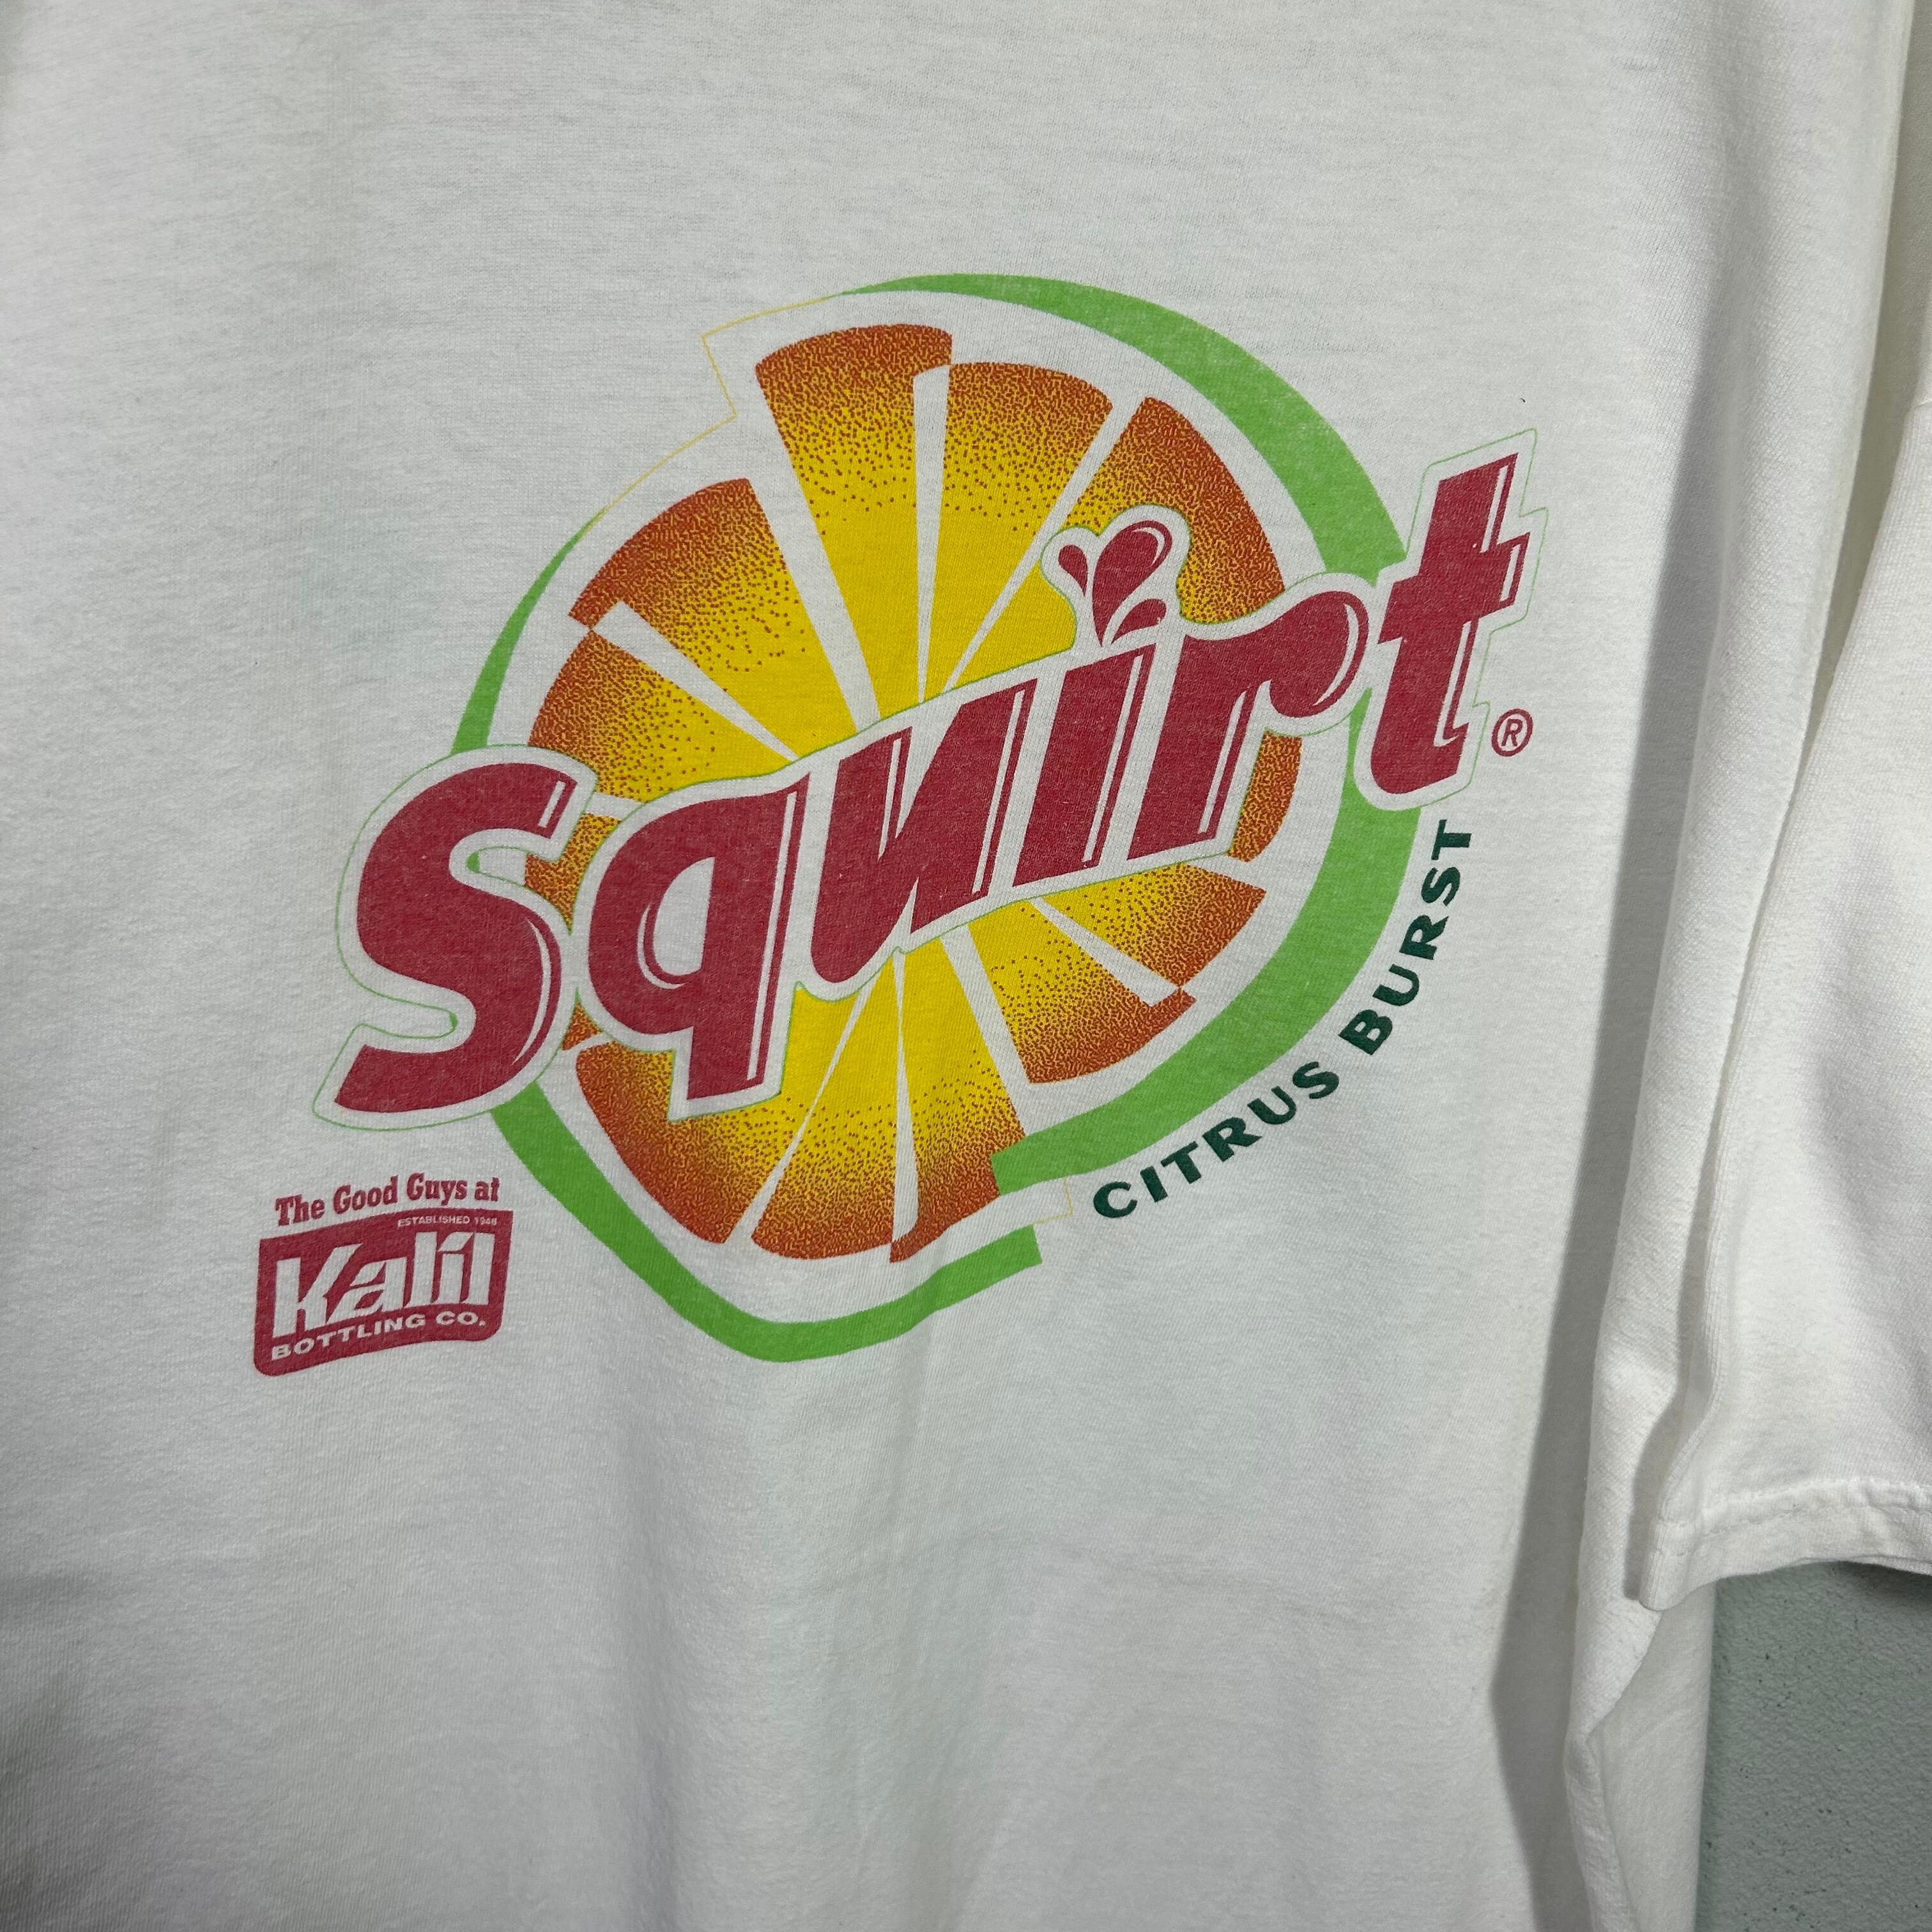 Squirt®
CITRUS BURST
The Good Guys at
ESTABLISHED 1948
Kalil
BOTTLING CO.